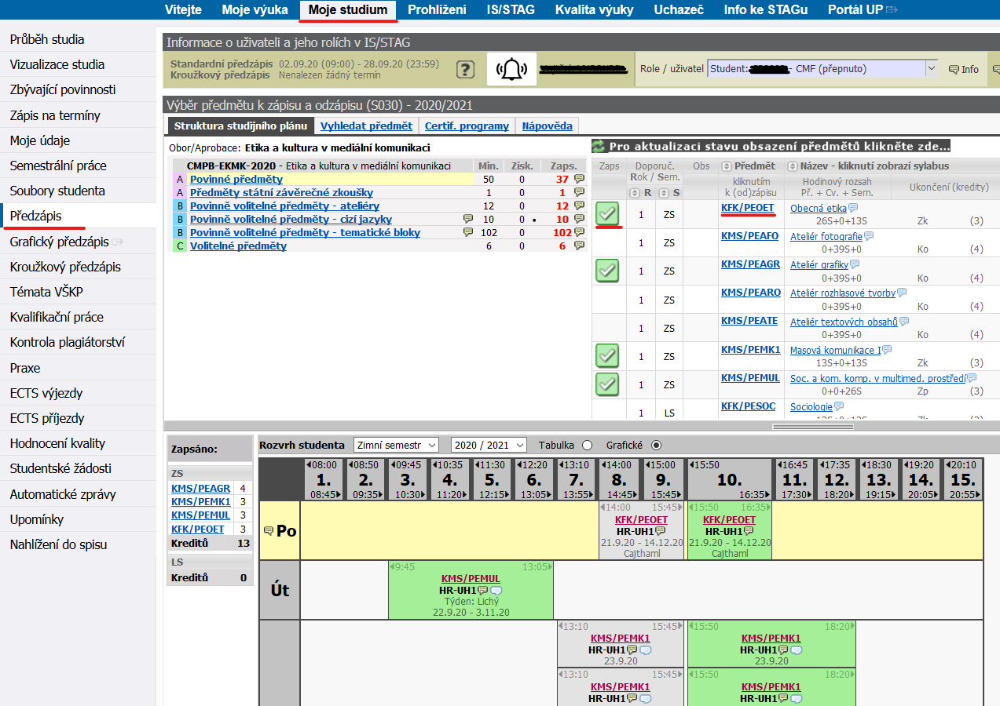 Vítejte Moje výuka Moje studium Prohlížení IS/STAG Kvalita výuky Uchazeč Info ke STAGu Portál UP
Průběh studia
Vizualizace studia
Zbývající povinnosti
Zápis na termíny
Moje údaje
Semestrální práce
Soubory studenta
Předzápis
Grafický předzápis
Kroužkový předzápis
Témata VŠKP
Kvalifikační práce
Kontrola plagiátorství
Praxe
ECTS výjezdy
ECTS příjezdy
Hodnocení kvality
Studentské žádosti
Automatické zprávy
Upomínky
Nahlížení do spisu
Informace o uživateli a jeho rolích v IS/STAG
Standardní předzápis 02.09.20 (09:00) - 28.09.20 (23:59)
Kroužkový předzápis Nenalezen žádný termín
Role / uživatel Student: - CMF (přepnuto) Info
Výběr předmětu k zápisu a odzápisu (S030) - 2020/2021
Struktura studijního plánu Vyhledat předmět Certif. programy Nápověda
Obor/Aprobace: Etika a kultura v mediální komunikaci
CMPB-EKMK-2020 - Etika a kultura v mediální komunikaci Min. Získ. Zaps.
A Povinné předměty 50 0 37
A Předměty státní závěrečné zkoušky 1 0 1
B Povinně volitelné předměty - ateliéry 12 0 12
B Povinně volitelné předměty - cizí jazyky 10 0 • 10
B Povinně volitelné předměty - tematické bloky 102 0 102
C Volitelné předměty 6 0 6
Pro aktualizaci stavu obsazení předmětů klikněte zde...
Zaps Doporuč. Obs Předmět Název - kliknutí zobrazí sylabus
Rok / Sem. kliknutím Hodinový rozsah Ukončení (kredity)
R S k (od)zápisu Př. + Cv. + Sem.
1 ZS KFK/PEOET Obecná etika
26S+0+13S Zk (3)
1 ZS KMS/PEAFO Ateliér fotografie
0+39S+0 Ko (4)
1 ZS KMS/PEAGR Ateliér grafiky
0+39S+0 Ko (4)
1 ZS KMS/PEARO Ateliér rozhlasové tvorby
0+39S+0 Ko (4)
1 ZS KMS/PEATE Ateliér textových obsahů
0+39S+0 Ko (4)
1 ZS KMS/PEMK1 Masová komunikace I
13S+0+13S Zk (3)
1 ZS KMS/PEMUL Soc. a kom. komp. v multimed. prostředí
0+0+26S Zp (3)
1 LS KFK/PESOC Sociologie
Zapsáno:
ZS
KMS/PEAGR 4
KMS/PEMK1 3
KMS/PEMUL 3
KFK/PEOET 3
Kreditů 13
LS
Kreditů 0
Rozvrh studenta Zimní semestr 2020 / 2021 Tabulka Grafické
08:00 08:50 09:45 10:35 11:30 12:20 13:10 14:00 15:00 15:50 16:45 17:35 18:30 19:20 20:10
1. 2. 3. 4. 5. 6. 7. 8. 9. 10. 11. 12. 13. 14. 15.
08:45 09:35 10:30 11:20 12:15 13:05 13:55 14:45 15:45 16:35 17:30 18:20 19:15 20:05 20:55
Po
14:00 15:45 15:50 16:35
KFK/PEOET KFK/PEOET
HR-UH1 HR-UH1
21.9.20 - 14.12.20 21.9.20 - 14.12.20
Cajthaml Cajthaml
Út
9:45 13:05
KMS/PEMUL
HR-UH1
Týden: Lichý
22.9.20 - 3.11.20
13:10 15:45 15:50 18:20
KMS/PEMK1 KMS/PEMK1
HR-UH1 HR-UH1
23.9.20 23.9.20
13:10 15:45 15:50 18:20
KMS/PEMK1 KMS/PEMK1
HR-UH1 HR-UH1